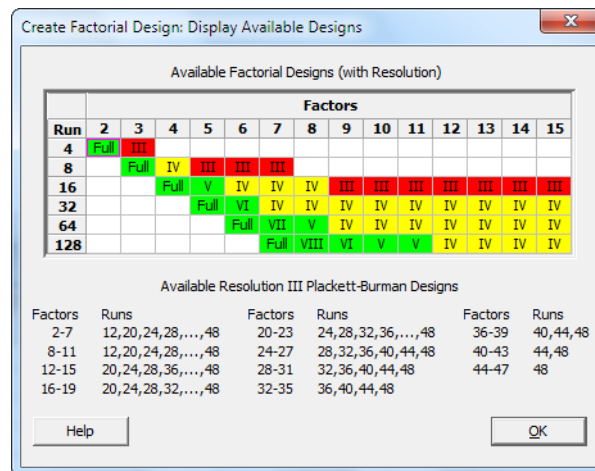 Create Factorial Design: Display Available Designs
Available Factorial Designs (with Resolution)
Factors
Run 2 3 4 5 6 7 8 9 10 11 12 13 14 15
4 Full III
8 Full IV III III III
16 Full V IV IV IV III III III III III III III
32 Full VI IV IV IV IV IV IV IV IV IV
64 Full VII V IV IV IV IV IV IV IV
128 Full VIII VI V V IV IV IV IV
Available Resolution III Plackett-Burman Designs
Factors Runs Factors Runs Factors Runs
2-7 12,20,24,28,...,48 20-23 24,28,32,36,...,48 36-39 40,44,48
8-11 12,20,24,28,...,48 24-27 28,32,36,40,44,48 40-43 44,48
12-15 20,24,28,36,...,48 28-31 32,36,40,44,48 44-47 48
16-19 20,24,28,32,...,48 32-35 36,40,44,48
Help OK